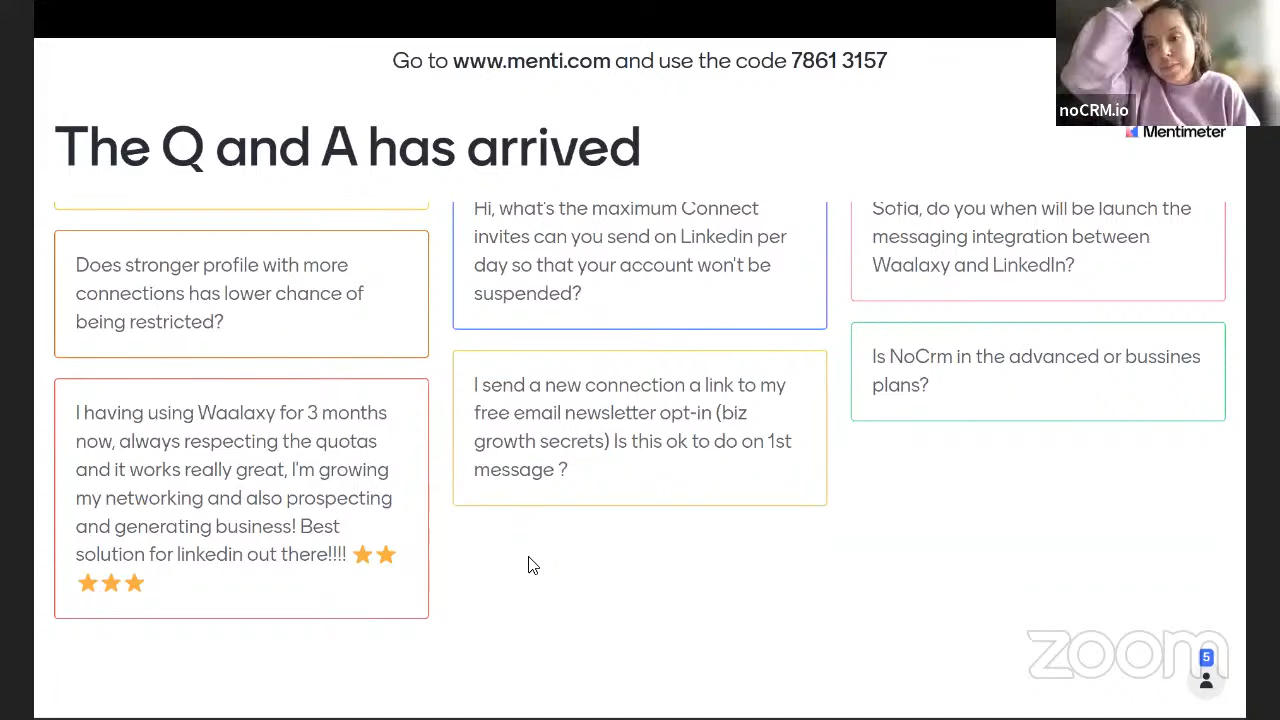 Go to www.menti.com and use the code 7861 3157
noCRM.io
Mentimeter
The Q and A has arrived
Does stronger profile with more
connections has lower chance of
being restricted?
I having using Waalaxy for 3 months
now, always respecting the quotas
and it works really great, I'm growing
my networking and also prospecting
and generating business! Best
solution for linkedin out there!!!! ⭐⭐
⭐⭐⭐
Hi, what's the maximum Connect
invites can you send on Linkedin per
day so that your account won't be
suspended?
I send a new connection a link to my
free email newsletter opt-in (biz
growth secrets) Is this ok to do on 1st
message ?
Sofia, do you when will be launch the
messaging integration between
Waalaxy and LinkedIn?
Is NoCrm in the advanced or bussines
plans?
zoom
5